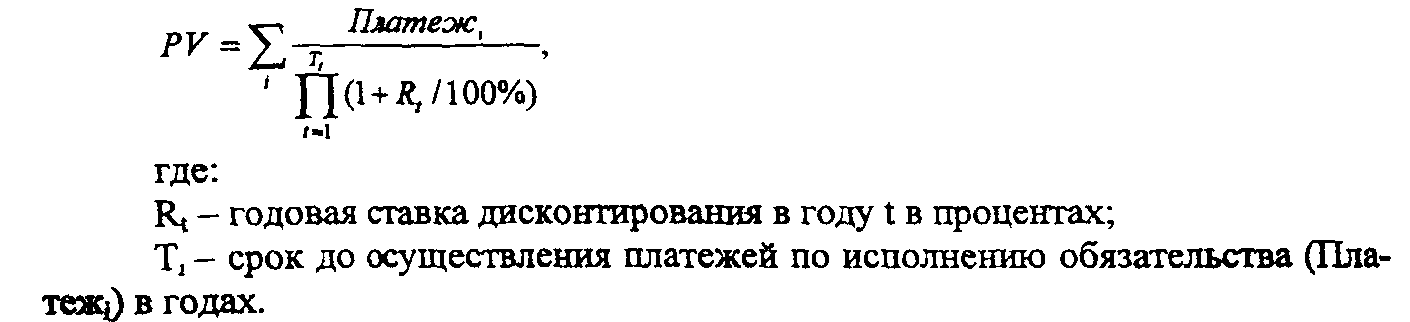 PV = ∑_i Платеж_i / ∏_{t=1}^{T_i} (1 + R_t /100%),
где:
R_t – годовая ставка дисконтирования в году t в процентах;
T_i – срок до осуществления платежей по исполнению обязательства (Пла-
теж_i) в годах.